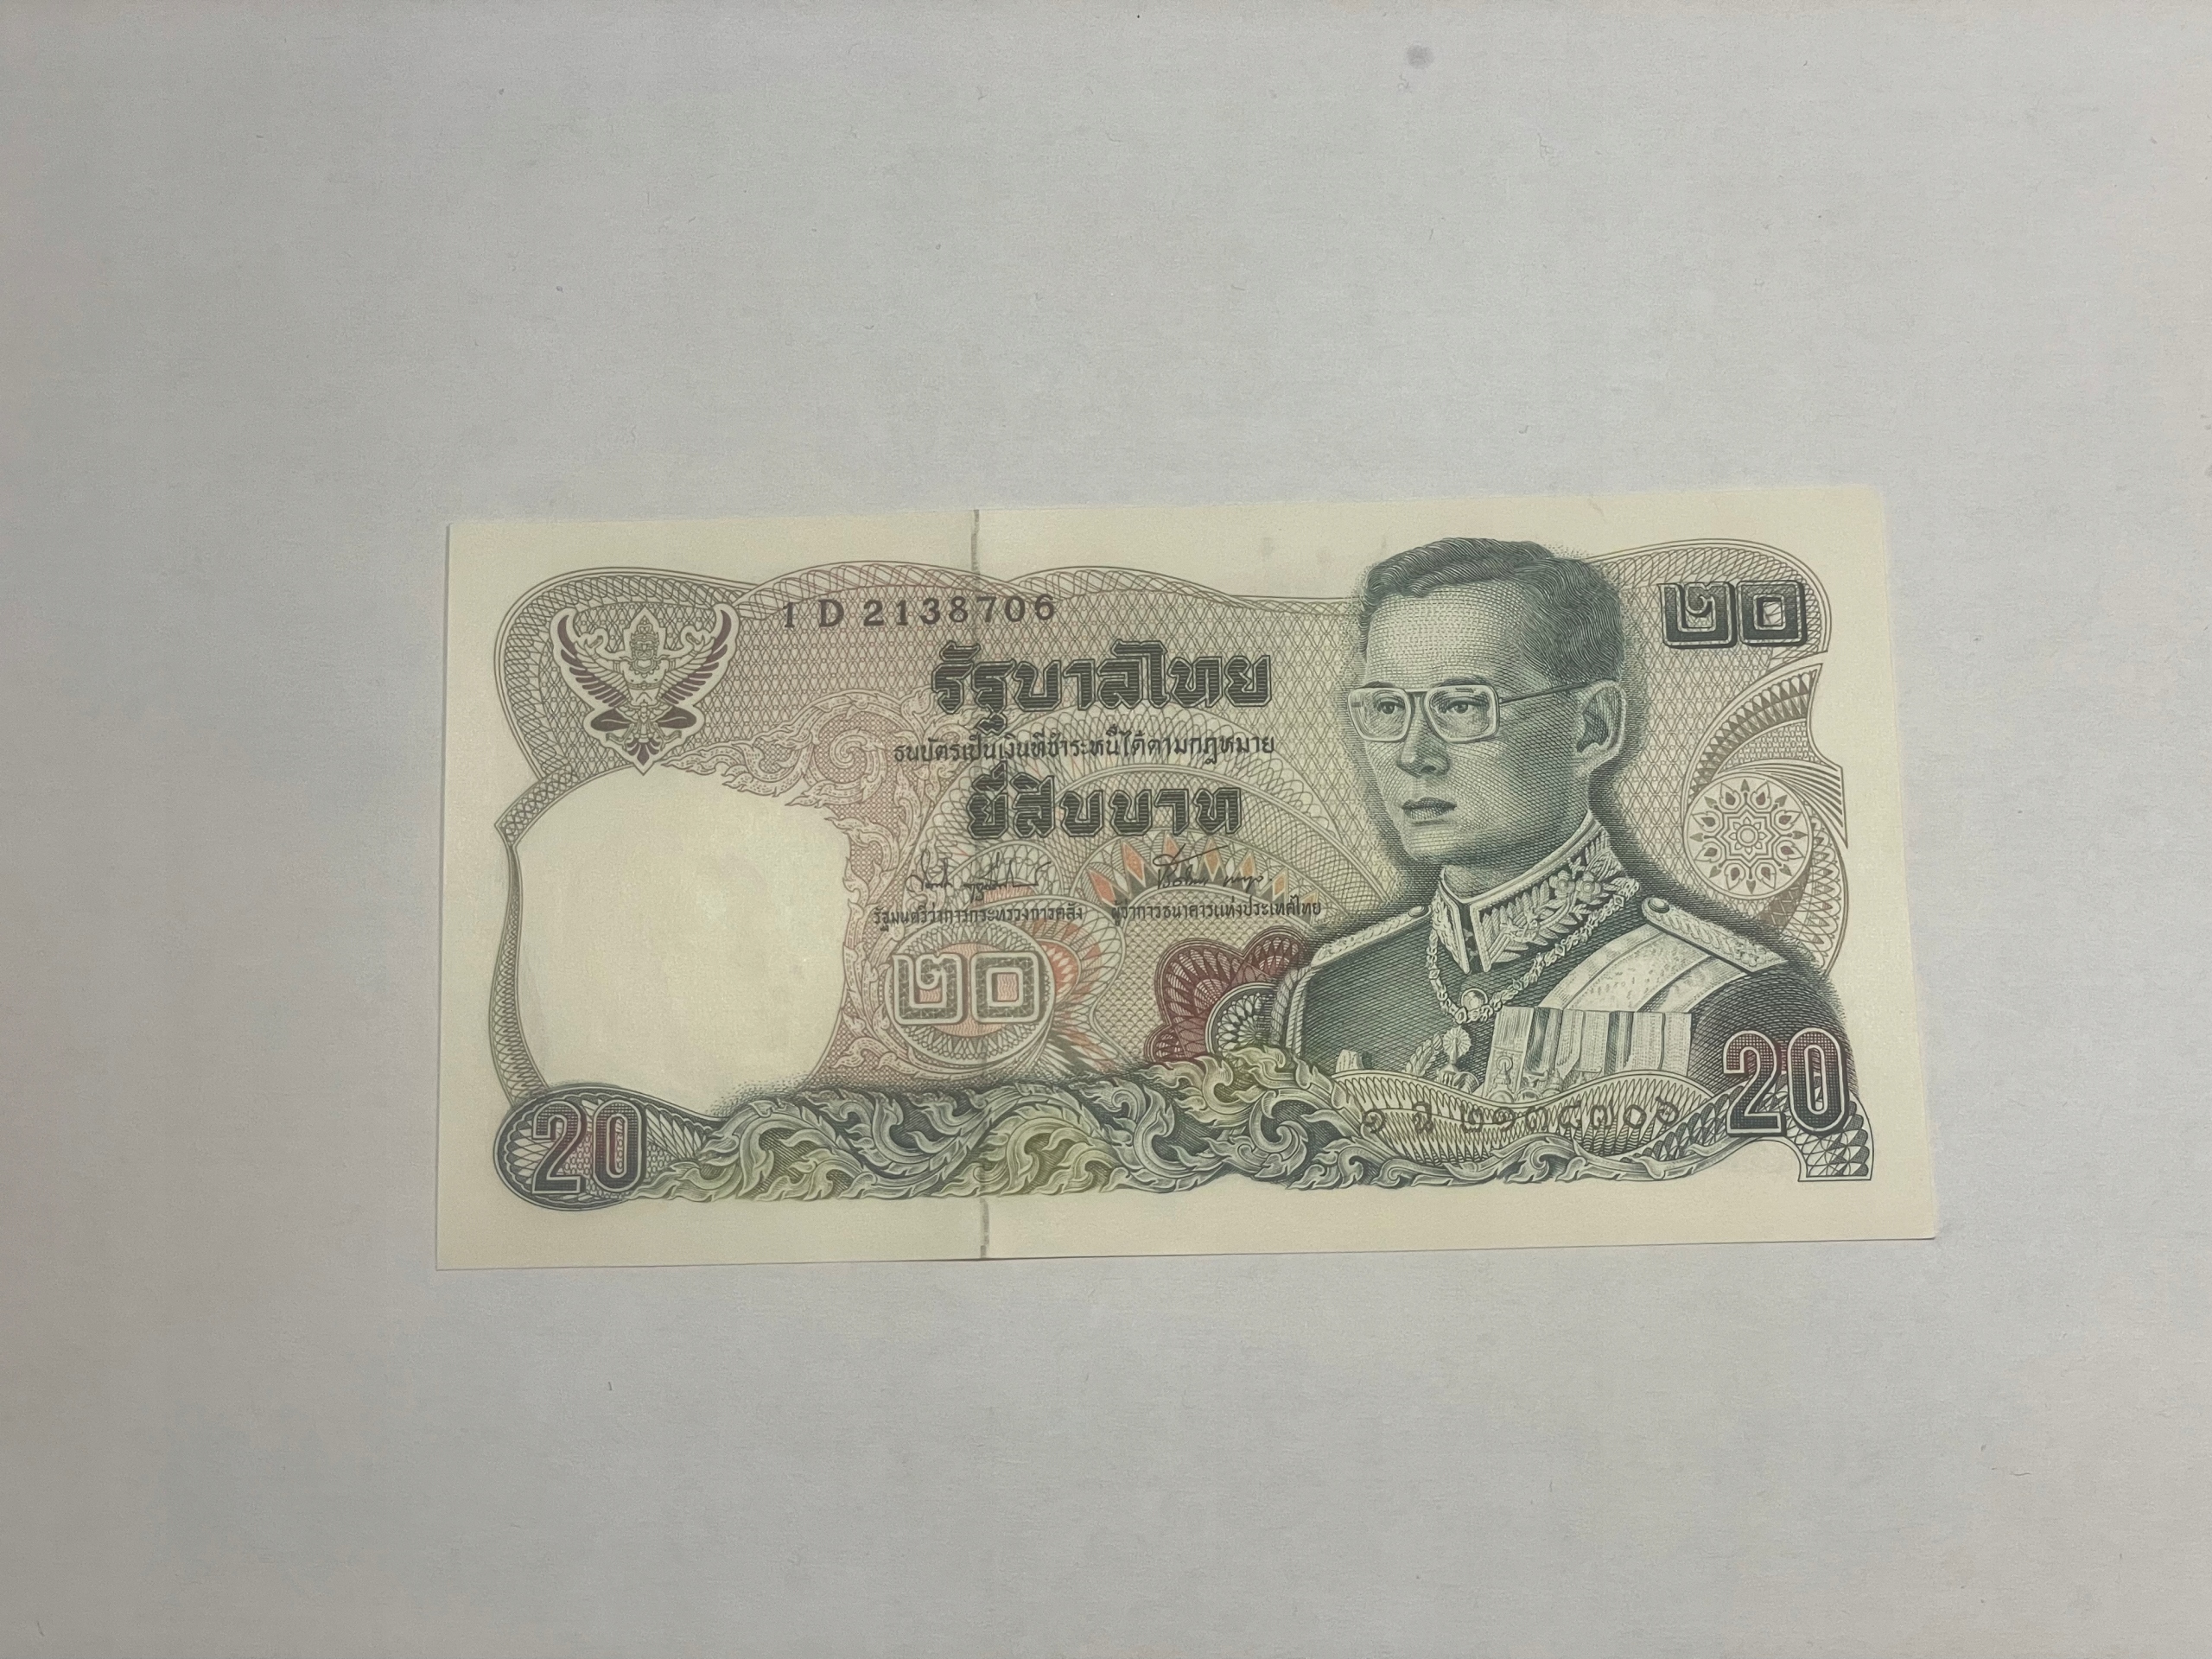 1 D 2138706
๒๐
รัฐบาลไทย
ธนบัตรเป็นเงินที่ชำระหนี้ได้ตามกฎหมาย
ยี่สิบบาท
รัฐมนตรีว่าการกระทรวงการคลัง ผู้ว่าการธนาคารแห่งประเทศไทย
๒๐
20
๑ ฉ ๒๑๓๘๗๐๖
20